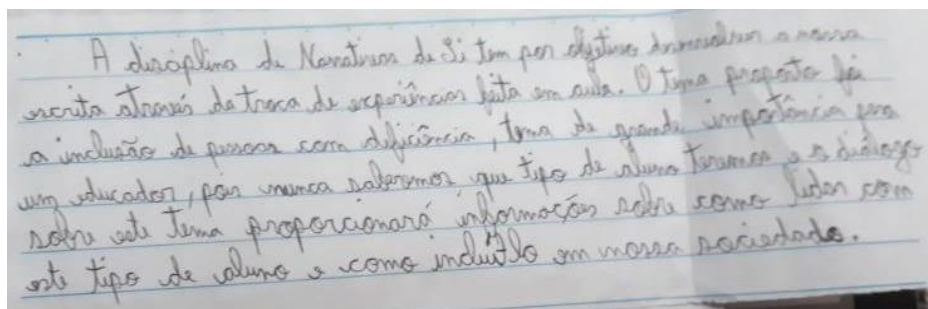 A disciplina de Narrativas de Si tem por objetivo desenvolver a nossa
escrita através da troca de experiências feita em aula. O tema proposto foi
a inclusão de pessoas com deficiência, tema de grande importância pra
um educador, pois nunca saberemos que tipo de aluno teremos e o diálogo
sobre este tema proporcionará informações sobre como lidar com
este tipo de aluno e como incluí-lo em nossa sociedade.